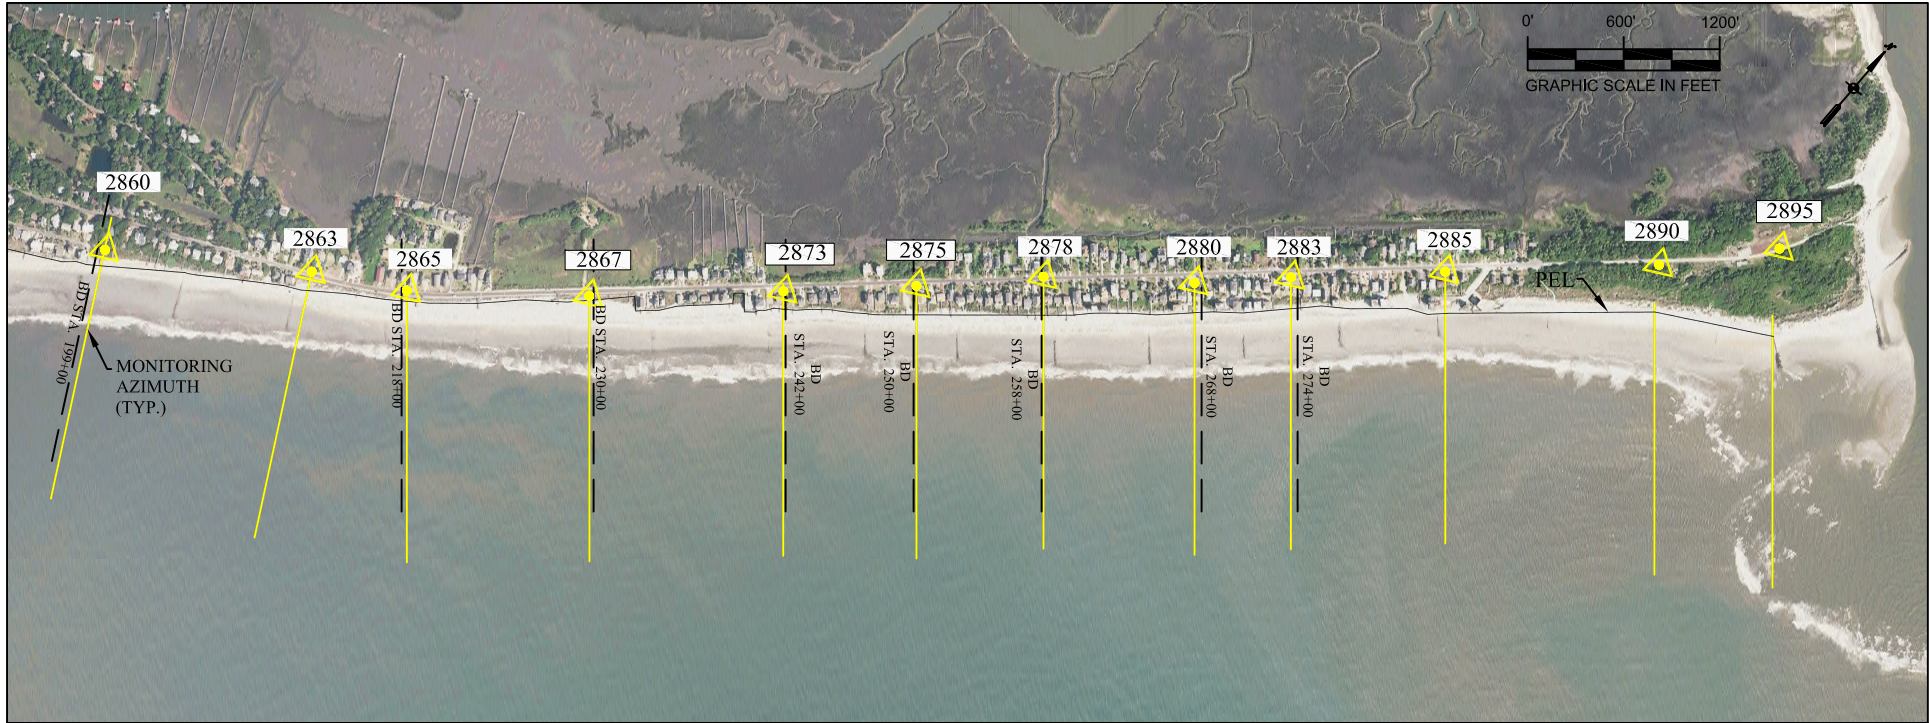 0' 600' 1200'
GRAPHIC SCALE IN FEET
2860
2863
2865
2867
2873
2875
2878
2880
2883
2885
2890
2895
PEL
MONITORING
AZIMUTH
(TYP.)
BD STA. 199+00
BD STA. 218+00
BD STA. 230+00
BD
STA. 242+00
BD
STA. 250+00
BD
STA. 258+00
BD
STA. 268+00
BD
STA. 274+00